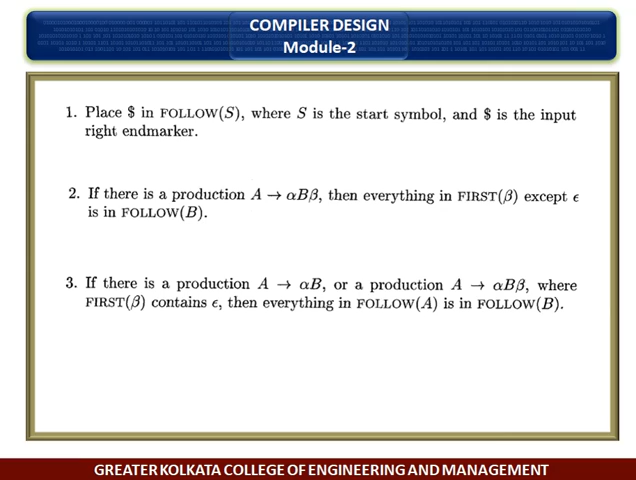 COMPILER DESIGN
Module-2
1. Place $ in FOLLOW(S), where S is the start symbol, and $ is the input
right endmarker.
2. If there is a production A → αBβ, then everything in FIRST(β) except ϵ
is in FOLLOW(B).
3. If there is a production A → αB, or a production A → αBβ, where
FIRST(β) contains ϵ, then everything in FOLLOW(A) is in FOLLOW(B).
GREATER KOLKATA COLLEGE OF ENGINEERING AND MANAGEMENT